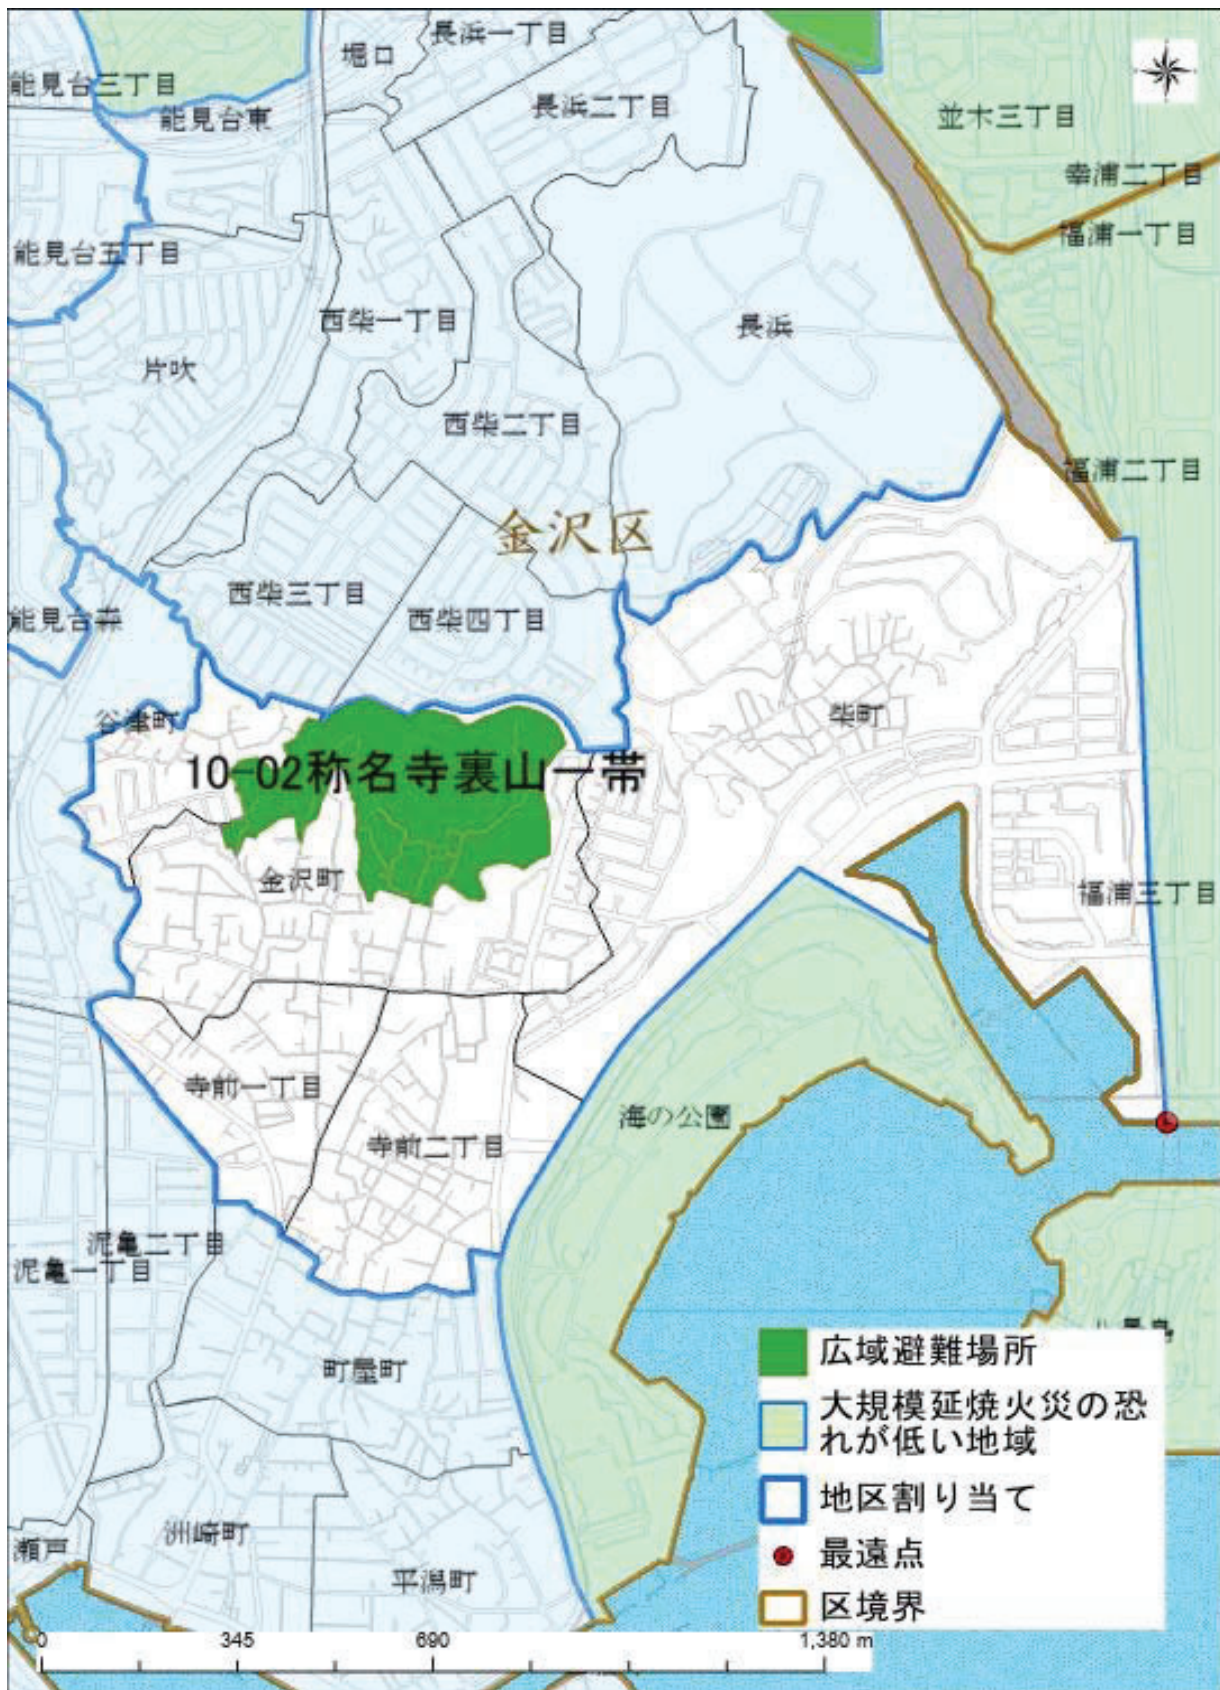 長浜一丁目
堀口
能見台三丁目
長浜二丁目
能見台東
並木三丁目
幸浦二丁目
福浦一丁目
能見台五丁目
西柴一丁目
長浜
片吹
西柴二丁目
福浦二丁目
金沢区
西柴三丁目
西柴四丁目
能見台森
谷津町
柴町
10-02称名寺裏山一帯
金沢町
福浦三丁目
寺前一丁目
海の公園
寺前二丁目
泥亀二丁目
泥亀一丁目
町屋町
広域避難場所
大規模延焼火災の恐
れが低い地域
地区割り当て
最遠点
区境界
洲崎町
瀬戸
平潟町
0 345 690 1,380 m